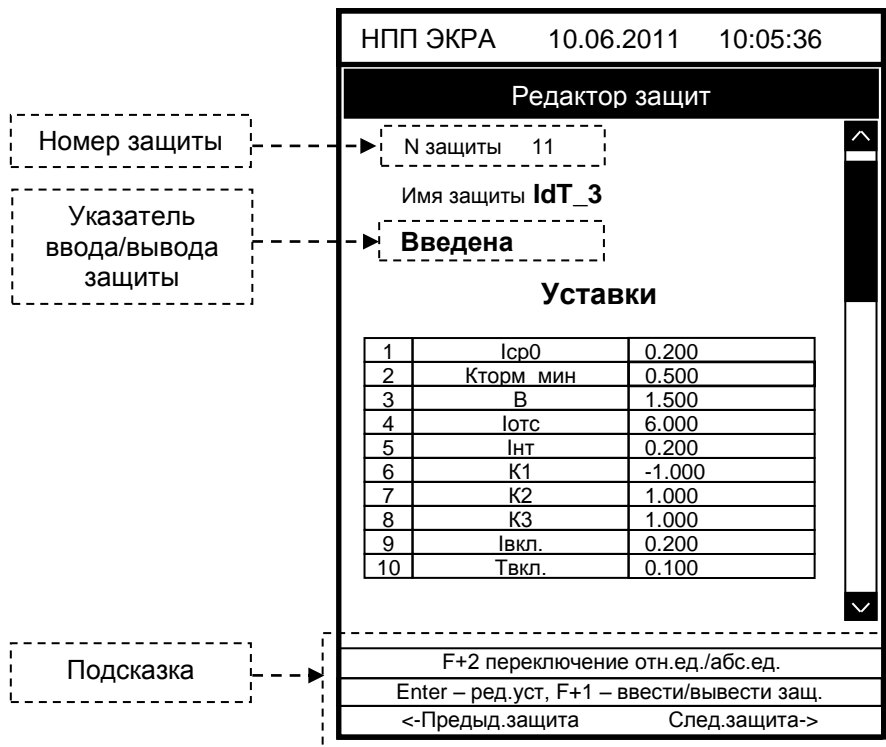 НПП ЭКРА 10.06.2011 10:05:36
Редактор защит
Номер защиты
N защиты 11
Имя защиты IdT_3
Указатель
ввода/вывода
защиты
Введена
Уставки
1 Iср0 0.200
2 Кторм_мин 0.500
3 В 1.500
4 Iотс 6.000
5 Iнт 0.200
6 К1 -1.000
7 К2 1.000
8 К3 1.000
9 Iвкл. 0.200
10 Твкл. 0.100
Подсказка
F+2 переключение отн.ед./абс.ед.
Enter – ред.уст, F+1 – ввести/вывести защ.
<-Предыд.защита След.защита->